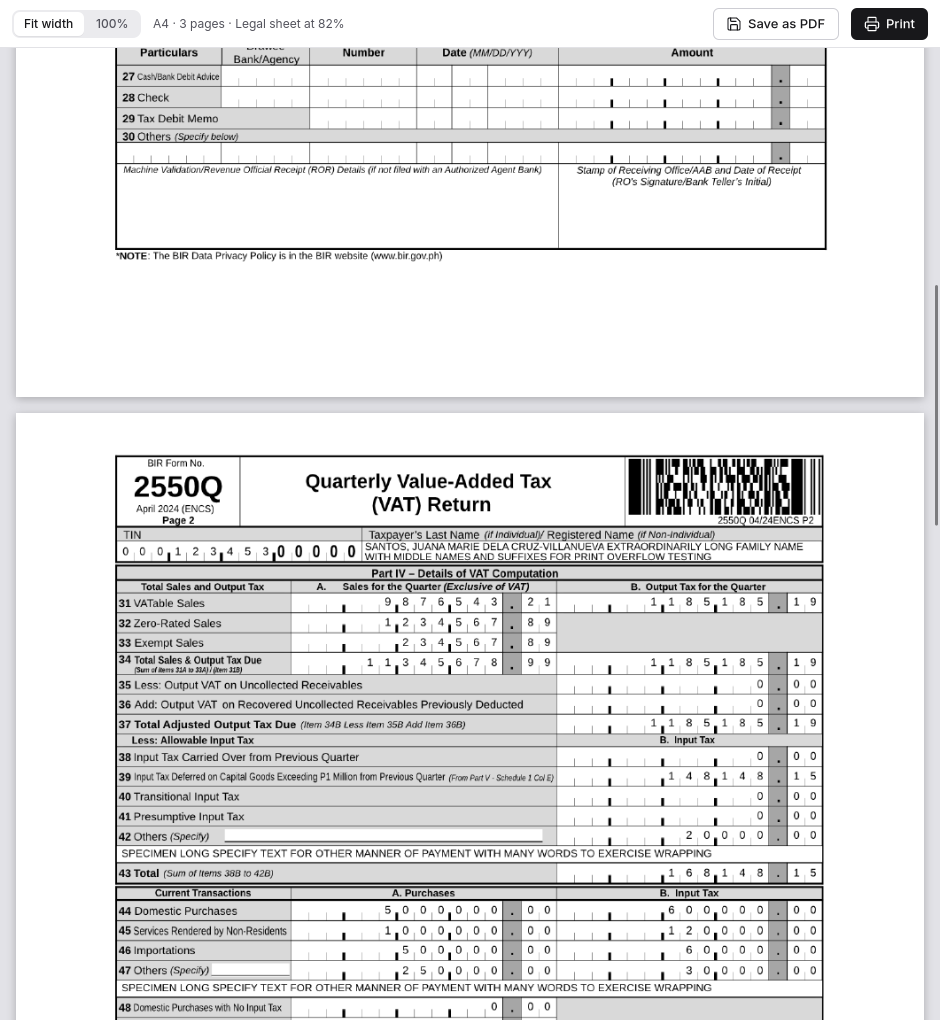 Fit width 100% A4 · 3 pages · Legal sheet at 82% Save as PDF Print
Particulars Drawee Bank/Agency Number Date (MM/DD/YYY) Amount
27 Cash/Bank Debit Advice .
28 Check .
29 Tax Debit Memo .
30 Others (Specify below)
.
Machine Validation/Revenue Official Receipt (ROR) Details (if not filed with an Authorized Agent Bank)
Stamp of Receiving Office/AAB and Date of Receipt
(RO's Signature/Bank Teller's Initial)
*NOTE: The BIR Data Privacy Policy is in the BIR website (www.bir.gov.ph)
BIR Form No.
2550Q
April 2024 (ENCS)
Page 2
Quarterly Value-Added Tax
(VAT) Return
2550Q 04/24ENCS P2
TIN Taxpayer's Last Name (if Individual)/ Registered Name (if Non-individual)
0 0 0 1 2 3 4 5 3 0 0 0 0 0 SANTOS, JUANA MARIE DELA CRUZ-VILLANUEVA EXTRAORDINARILY LONG FAMILY NAME
WITH MIDDLE NAMES AND SUFFIXES FOR PRINT OVERFLOW TESTING
Part IV – Details of VAT Computation
Total Sales and Output Tax A. Sales for the Quarter (Exclusive of VAT) B. Output Tax for the Quarter
31 VATable Sales 9 8 7 6 5 4 3 . 2 1 1 1 8 5 1 8 5 . 1 9
32 Zero-Rated Sales 1 2 3 4 5 6 7 . 8 9
33 Exempt Sales 2 3 4 5 6 7 . 8 9
34 Total Sales & Output Tax Due (Sum of Items 31A to 33A) / (Item 31B) 1 1 3 4 5 6 7 8 . 9 9 1 1 8 5 1 8 5 . 1 9
35 Less: Output VAT on Uncollected Receivables 0 . 0 0
36 Add: Output VAT on Recovered Uncollected Receivables Previously Deducted 0 . 0 0
37 Total Adjusted Output Tax Due (Item 34B Less Item 35B Add Item 36B) 1 1 8 5 1 8 5 . 1 9
Less: Allowable Input Tax B. Input Tax
38 Input Tax Carried Over from Previous Quarter 0 . 0 0
39 Input Tax Deferred on Capital Goods Exceeding P1 Million from Previous Quarter (From Part V - Schedule 1 Col E) 1 4 8 1 4 8 . 1 5
40 Transitional Input Tax 0 . 0 0
41 Presumptive Input Tax 0 . 0 0
42 Others (Specify) 2 0 0 0 0 . 0 0
SPECIMEN LONG SPECIFY TEXT FOR OTHER MANNER OF PAYMENT WITH MANY WORDS TO EXERCISE WRAPPING
43 Total (Sum of Items 38B to 42B) 1 6 8 1 4 8 . 1 5
Current Transactions A. Purchases B. Input Tax
44 Domestic Purchases 5 0 0 0 0 0 0 . 0 0 6 0 0 0 0 0 . 0 0
45 Services Rendered by Non-Residents 1 0 0 0 0 0 0 . 0 0 1 2 0 0 0 0 . 0 0
46 Importations 5 0 0 0 0 0 . 0 0 6 0 0 0 0 . 0 0
47 Others (Specify) 2 5 0 0 0 0 . 0 0 3 0 0 0 0 . 0 0
SPECIMEN LONG SPECIFY TEXT FOR OTHER MANNER OF PAYMENT WITH MANY WORDS TO EXERCISE WRAPPING
48 Domestic Purchases with No Input Tax 0 . 0 0